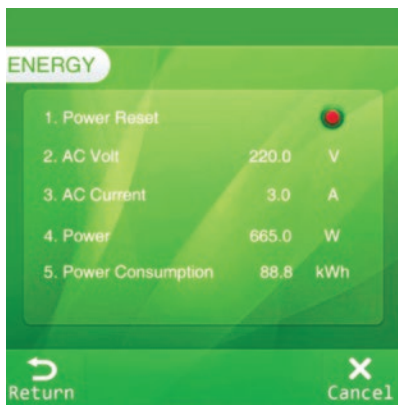 ENERGY
1. Power Reset
2. AC Volt 220.0 V
3. AC Current 3.0 A
4. Power 665.0 W
5. Power Consumption 88.8 kWh
Return Cancel